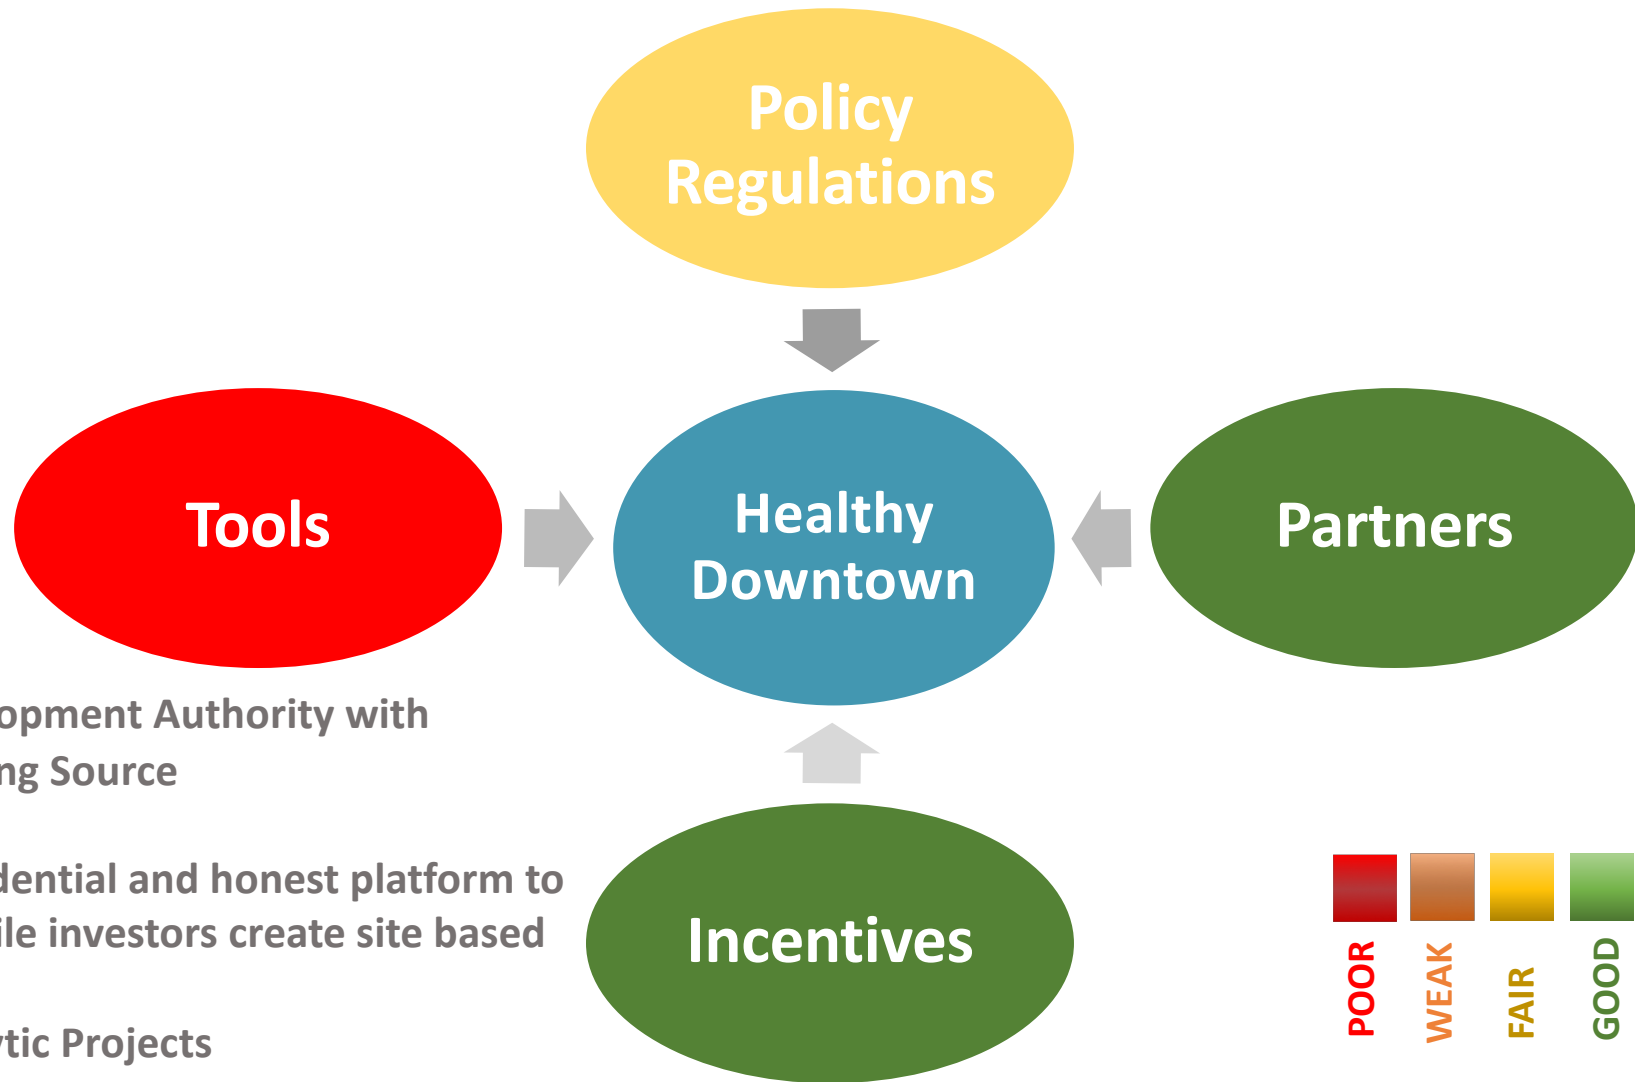 Policy
Regulations
Tools
Healthy
Downtown
Partners
opment Authority with
ng Source
dential and honest platform to
ile investors create site based
ytic Projects
Incentives
POOR
WEAK
FAIR
GOOD